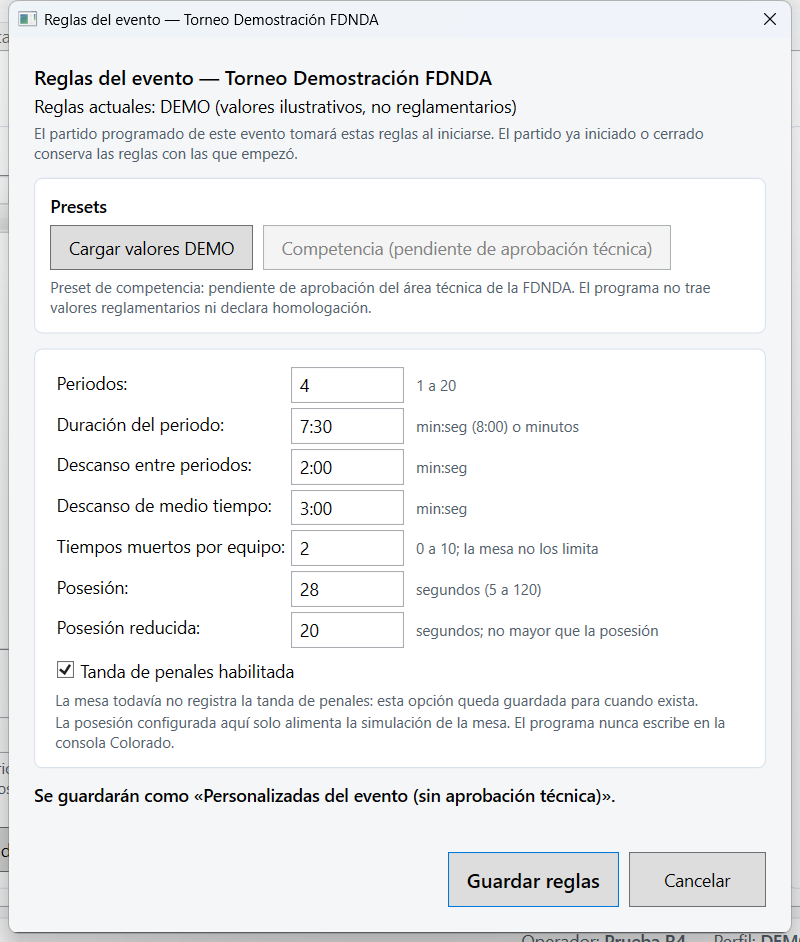 Reglas del evento — Torneo Demostración FDNDA
Reglas del evento — Torneo Demostración FDNDA
Reglas actuales: DEMO (valores ilustrativos, no reglamentarios)
El partido programado de este evento tomará estas reglas al iniciarse. El partido ya iniciado o cerrado
conserva las reglas con las que empezó.
Presets
Cargar valores DEMO
Competencia (pendiente de aprobación técnica)
Preset de competencia: pendiente de aprobación del área técnica de la FDNDA. El programa no trae
valores reglamentarios ni declara homologación.
Periodos: 4 1 a 20
Duración del periodo: 7:30 min:seg (8:00) o minutos
Descanso entre periodos: 2:00 min:seg
Descanso de medio tiempo: 3:00 min:seg
Tiempos muertos por equipo: 2 0 a 10; la mesa no los limita
Posesión: 28 segundos (5 a 120)
Posesión reducida: 20 segundos; no mayor que la posesión
Tanda de penales habilitada
La mesa todavía no registra la tanda de penales: esta opción queda guardada para cuando exista.
La posesión configurada aquí solo alimenta la simulación de la mesa. El programa nunca escribe en la
consola Colorado.
Se guardarán como «Personalizadas del evento (sin aprobación técnica)».
Guardar reglas
Cancelar
Operador: Prueba R4 Perfil: